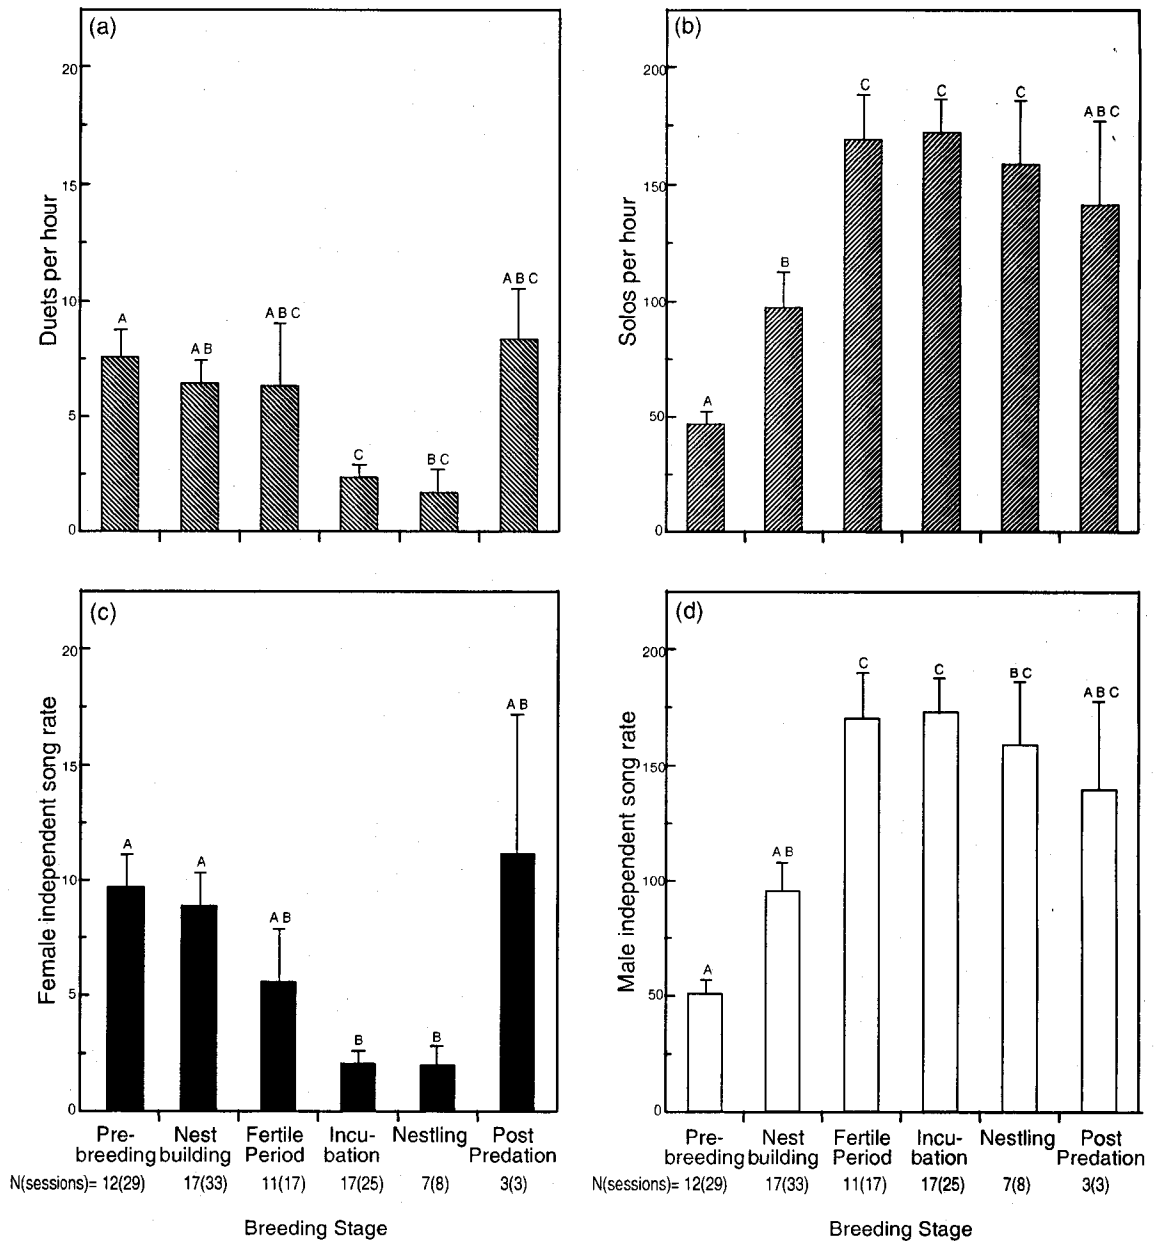 (a)
Duets per hour
20
15
10
5
0
A
A B
A B C
C
B C
A B C
(b)
Solos per hour
200
150
100
50
0
A
B
C
C
C
A B C
(c)
Female independent song rate
20
15
10
5
0
A
A
A B
B
B
A B
Pre-
breeding
Nest
building
Fertile
Period
Incu-
bation
Nestling
Post
Predation
N(sessions)= 12(29) 17(33) 11(17) 17(25) 7(8) 3(3)
Breeding Stage
(d)
Male independent song rate
200
150
100
50
0
A
A B
C
C
B C
A B C
Pre-
breeding
Nest
building
Fertile
Period
Incu-
bation
Nestling
Post
Predation
N(sessions)= 12(29) 17(33) 11(17) 17(25) 7(8) 3(3)
Breeding Stage